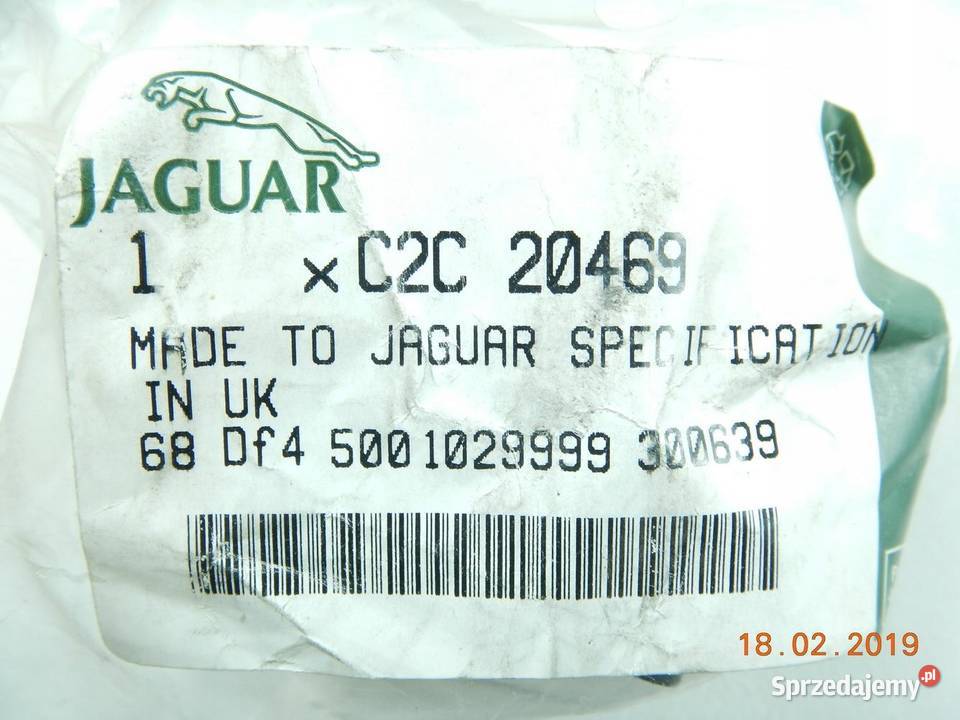 JAGUAR
1 x C2C 20469
MADE TO JAGUAR SPECIFICATION
IN UK
68 Df4 5001029999 300639
18.02.2019
Sprzedajemy.pl